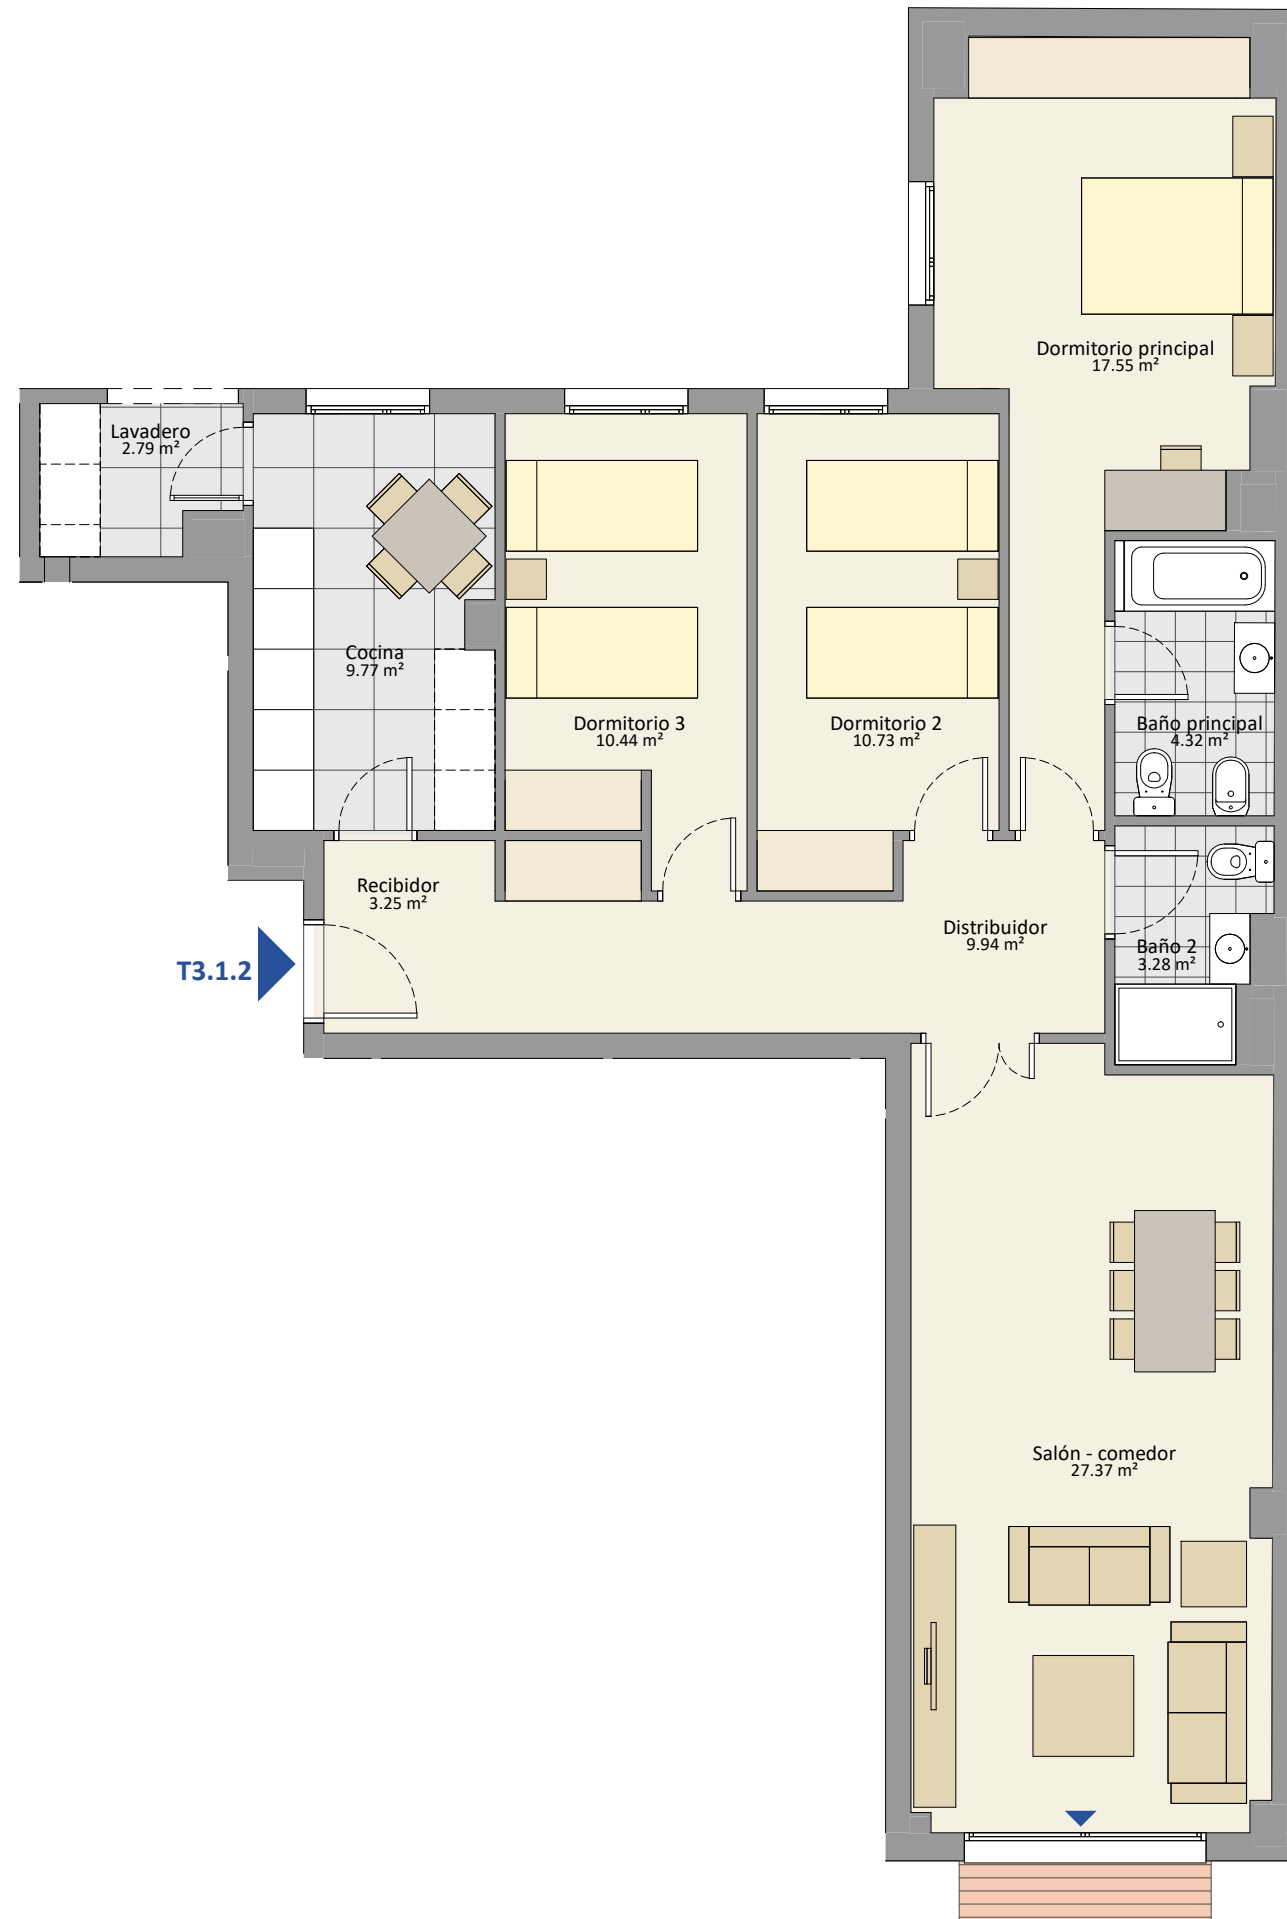 Dormitorio principal
17.55 m²
Lavadero
2.79 m²
Cocina
9.77 m²
Dormitorio 3
10.44 m²
Dormitorio 2
10.73 m²
Baño principal
4.32 m²
Recibidor
3.25 m²
Distribuidor
9.94 m²
Baño 2
3.28 m²
T3.1.2
Salón - comedor
27.37 m²